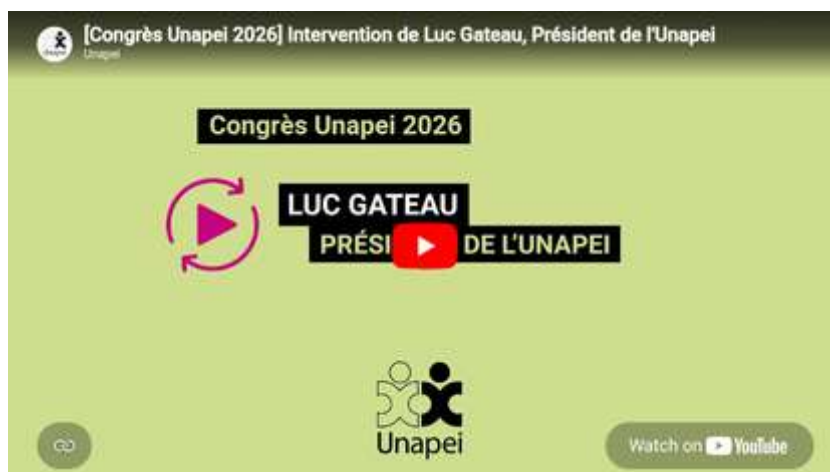 [Congrès Unapei 2026] Intervention de Luc Gateau, Président de l'Unapei
Unapei
Congrès Unapei 2026
LUC GATEAU
PRÉSI DE L'UNAPEI
Unapei
Watch on YouTube